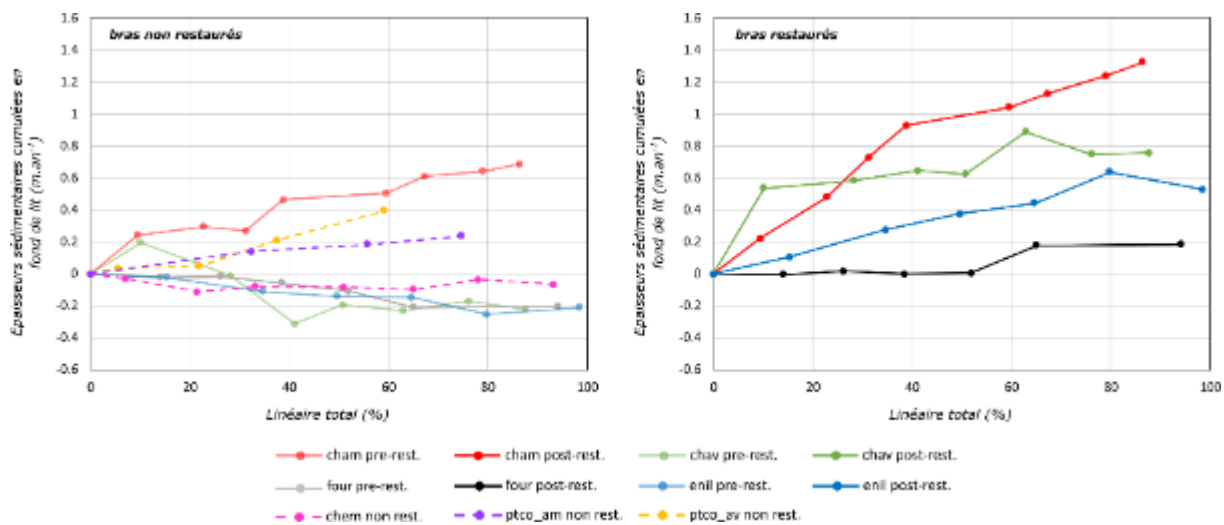 bras non restaurés
Epaisseurs sédimentaires cumulées en
fond de lit (m.an⁻¹)
1.6
1.4
1.2
1
0.8
0.6
0.4
0.2
0
-0.2
-0.4
-0.6
0 20 40 60 80 100
Linéaire total (%)
bras restaurés
Epaisseurs sédimentaires cumulées en
fond de lit (m.an⁻¹)
1.6
1.4
1.2
1
0.8
0.6
0.4
0.2
0
-0.2
-0.4
-0.6
0 20 40 60 80 100
Linéaire total (%)
cham pre-rest. cham post-rest. chav pre-rest. chav post-rest.
four pre-rest. four post-rest. enil pre-rest. enil post-rest.
chem non rest. ptco_am non rest. ptco_av non rest.